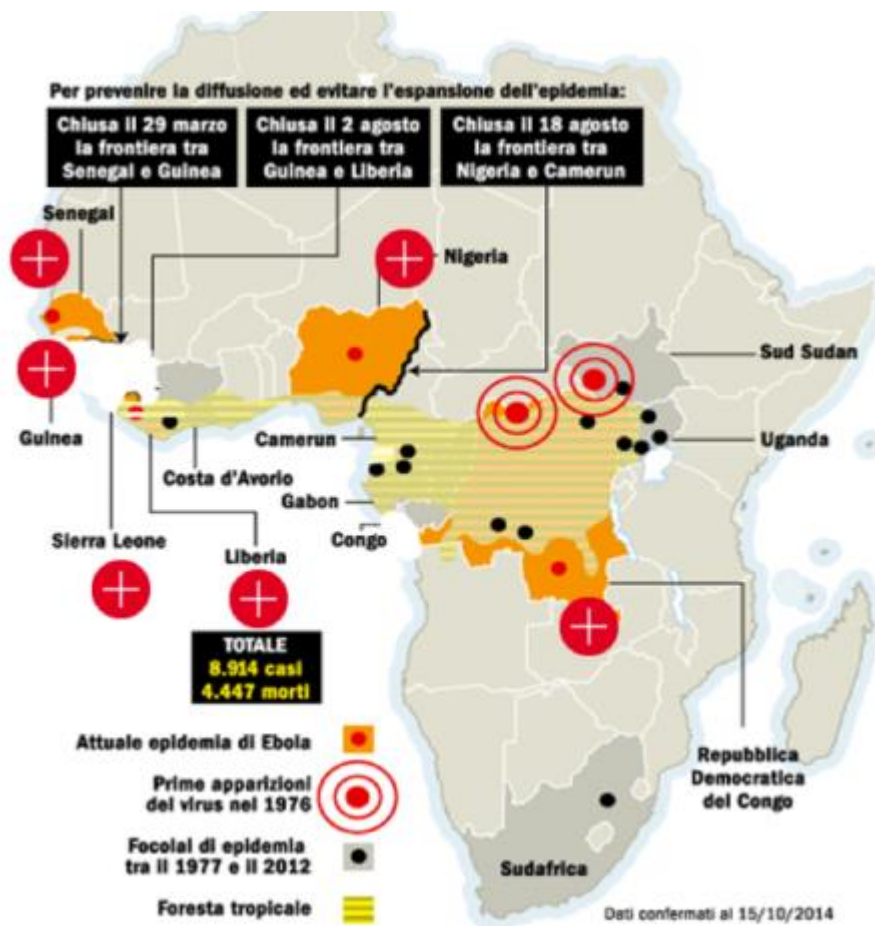 Per prevenire la diffusione ed evitare l'espansione dell'epidemia:
Chiusa il 29 marzo
la frontiera tra
Senegal e Guinea
Chiusa il 2 agosto
la frontiera tra
Guinea e Liberia
Chiusa il 18 agosto
la frontiera tra
Nigeria e Camerun
Senegal
Nigeria
Sud Sudan
Guinea
Camerun
Uganda
Costa d'Avorio
Gabon
Sierra Leone
Liberia
Congo
TOTALE
8.914 casi
4.447 morti
Attuale epidemia di Ebola
Repubblica
Democratica
del Congo
Prime apparizioni
del virus nel 1976
Focolai di epidemia
tra il 1977 e il 2012
Sudafrica
Foresta tropicale
Dati confermati al 15/10/2014